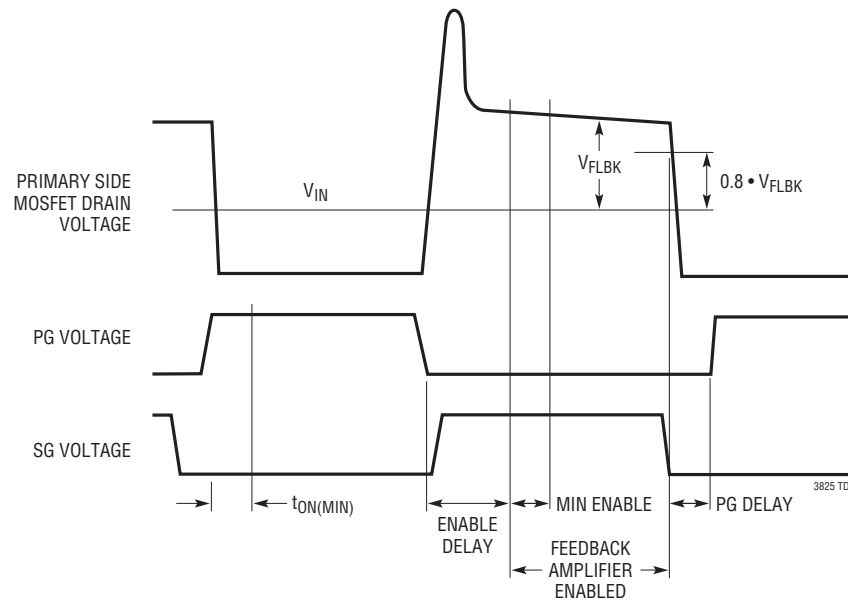 PRIMARY SIDE
MOSFET DRAIN
VOLTAGE
V_IN
V_FLBK
0.8 • V_FLBK
PG VOLTAGE
SG VOLTAGE
3825 TD
t_ON(MIN)
ENABLE
DELAY
MIN ENABLE
PG DELAY
FEEDBACK
AMPLIFIER
ENABLED